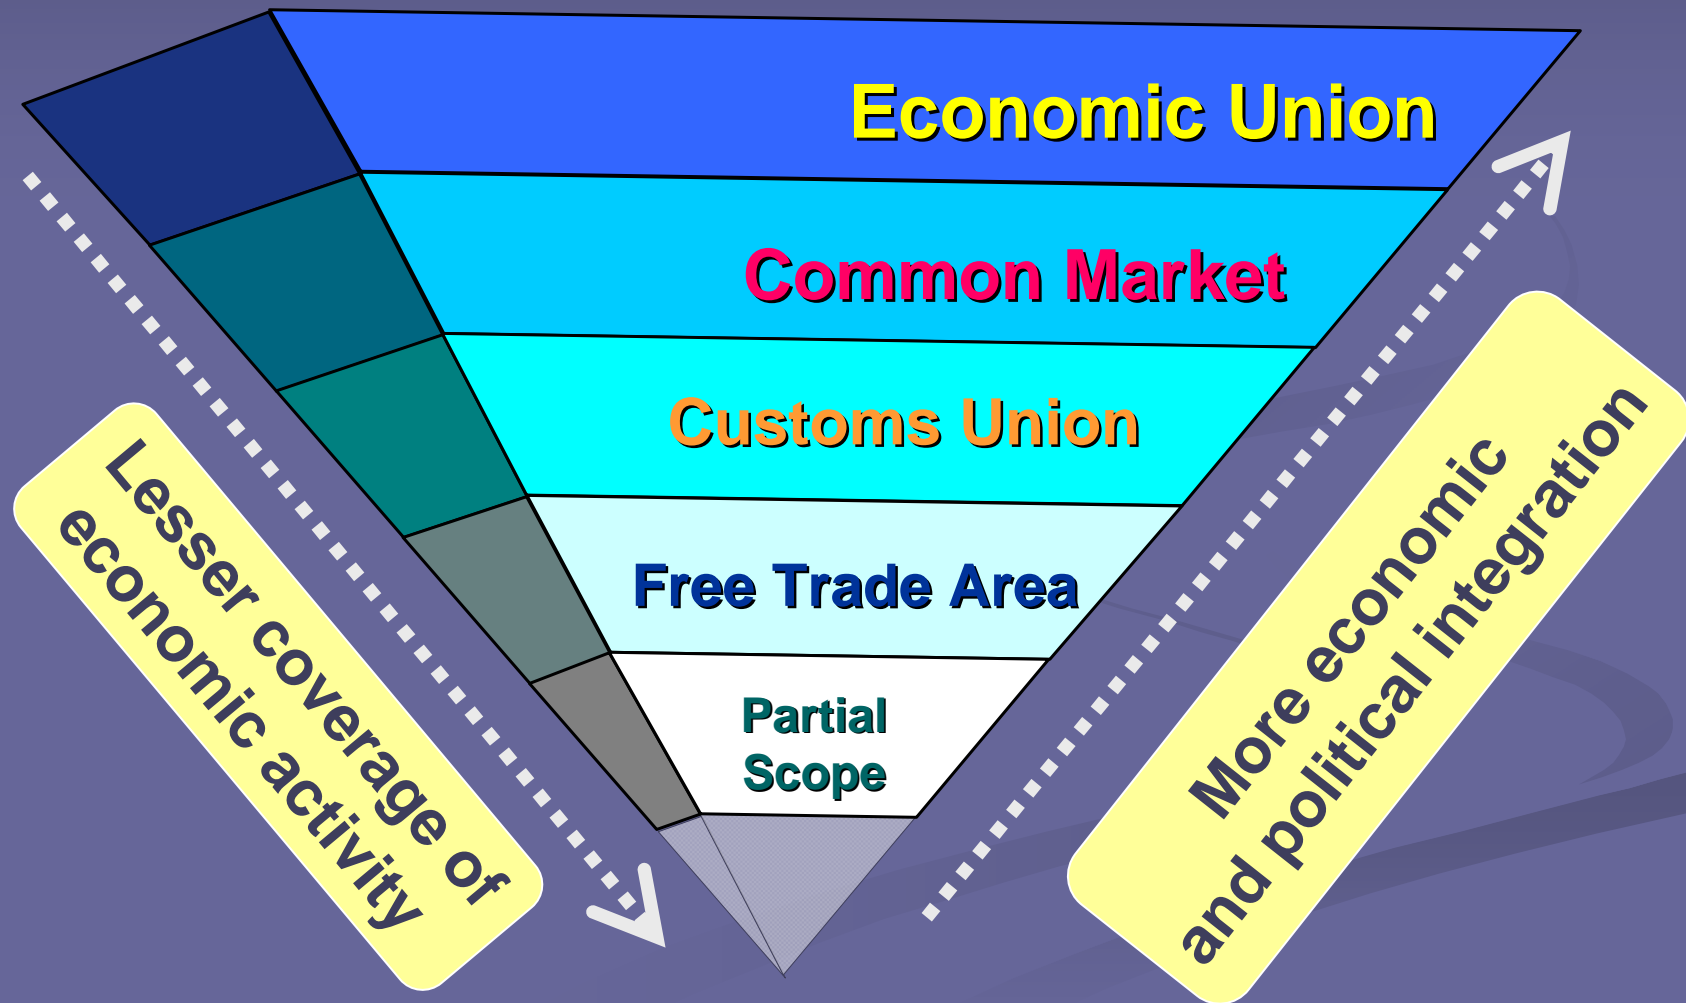 Economic Union
Common Market
Customs Union
Free Trade Area
Partial
Scope
Lesser coverage of
economic activity
More economic
and political integration